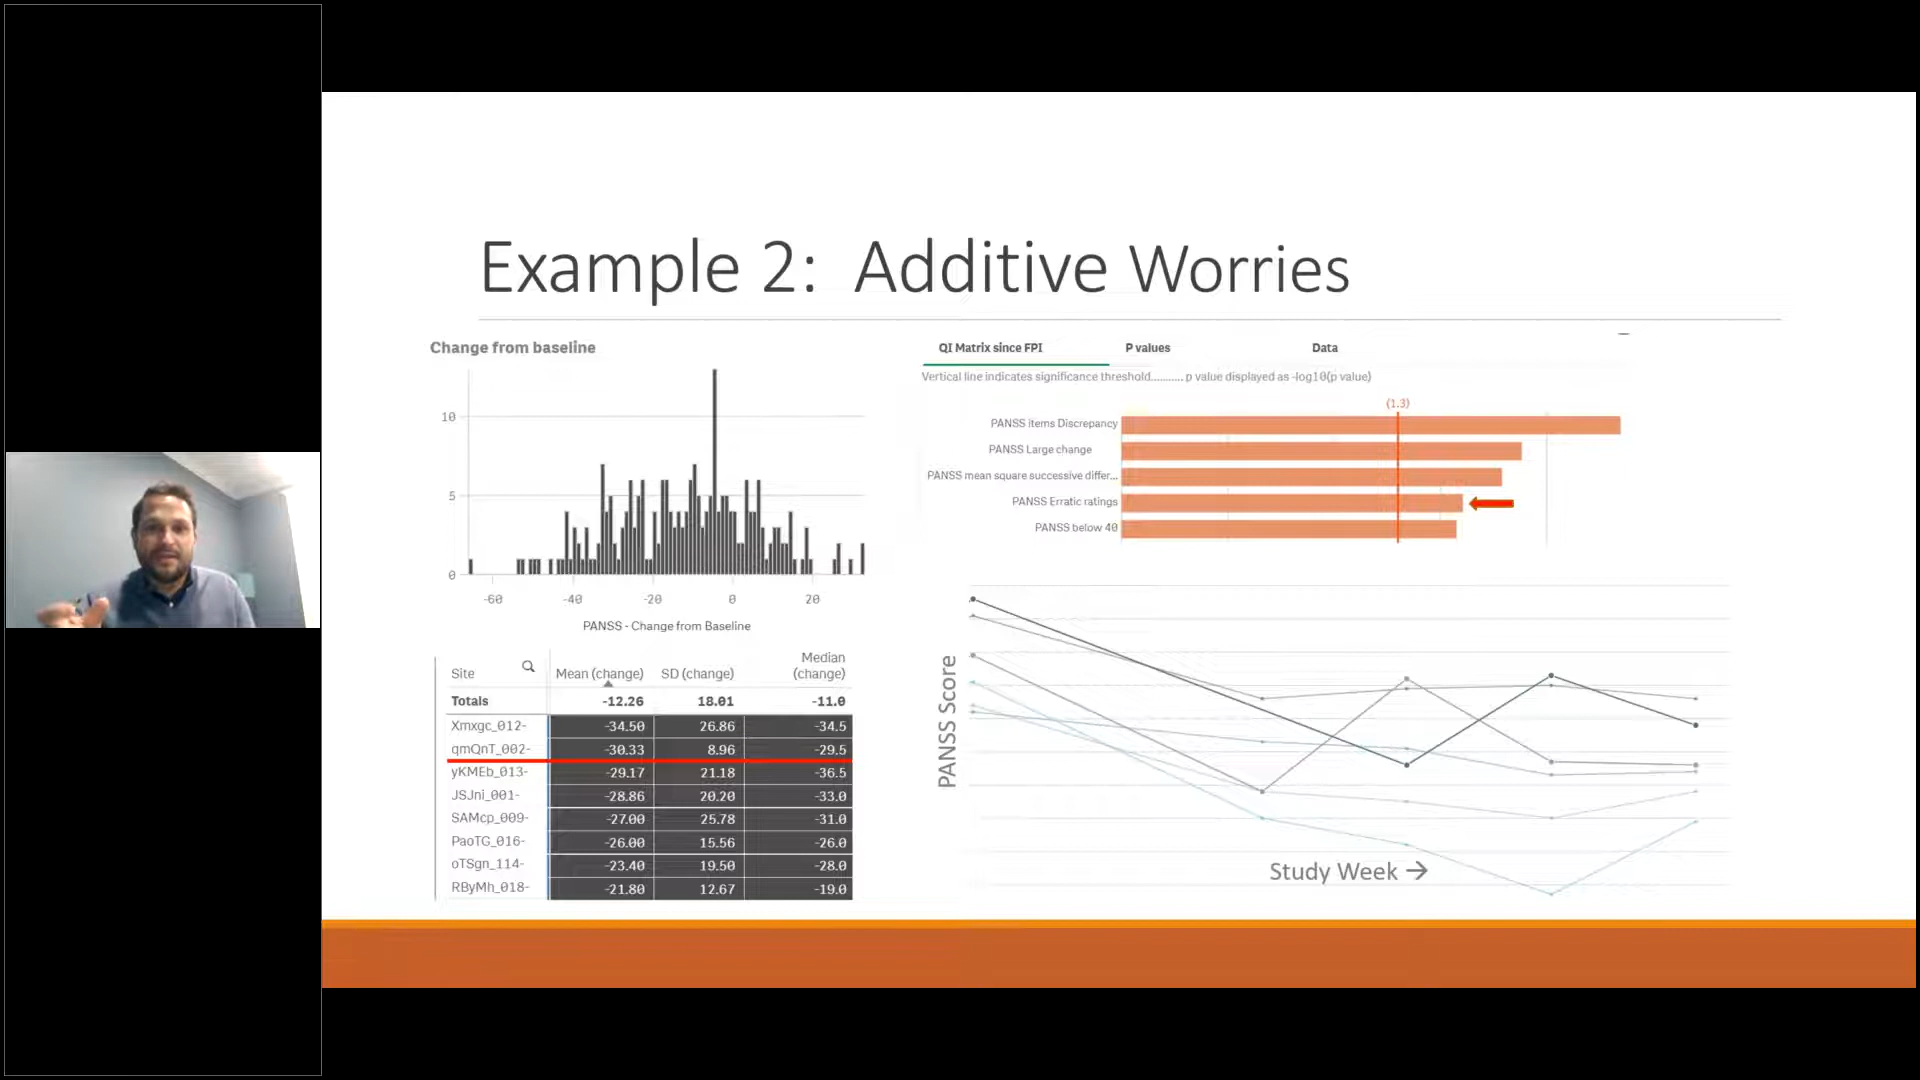 Example 2: Additive Worries
Change from baseline
10
5
0
-60 -40 -20 0 20
PANSS - Change from Baseline
Site Mean (change) SD (change) Median (change)
Totals -12.26 18.01 -11.0
Xmxgc_012- -34.50 26.86 -34.5
qmQnT_002- -30.33 8.96 -29.5
yKMEb_013- -29.17 21.18 -36.5
JSJni_001- -28.86 20.20 -33.0
SAMcp_009- -27.00 25.78 -31.0
PaoTG_016- -26.00 15.56 -26.0
oTSgn_114- -23.40 19.50 -28.0
RByMh_018- -21.80 12.67 -19.0
QI Matrix since FPI P values Data
Vertical line indicates significance threshold.......... p value displayed as -log10(p value)
(1.3)
PANSS items Discrepancy
PANSS Large change
PANSS mean square successive differ...
PANSS Erratic ratings
PANSS below 40
PANSS Score
Study Week →